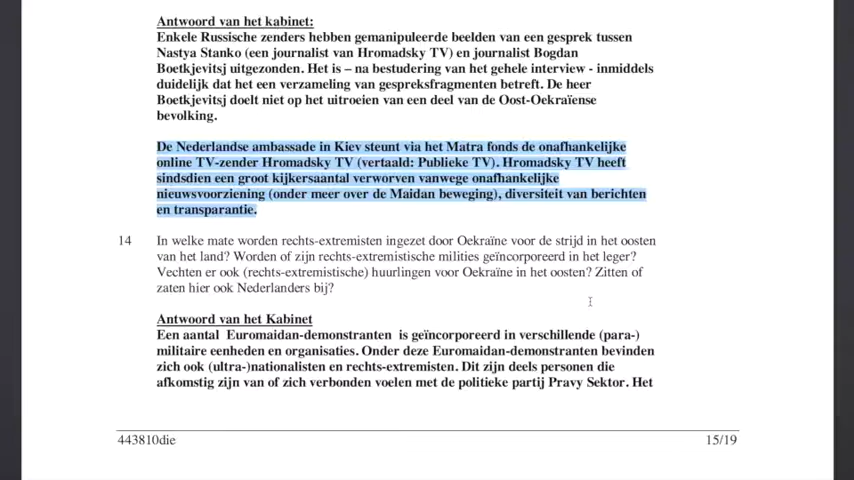 Antwoord van het kabinet:
Enkele Russische zenders hebben gemanipuleerde beelden van een gesprek tussen
Nastya Stanko (een journalist van Hromadsky TV) en journalist Bogdan
Boetkjevitsj uitgezonden. Het is – na bestudering van het gehele interview - inmiddels
duidelijk dat het een verzameling van gespreksfragmenten betreft. De heer
Boetkjevitsj doelt niet op het uitroeien van een deel van de Oost-Oekraïense
bevolking.
De Nederlandse ambassade in Kiev steunt via het Matra fonds de onafhankelijke
online TV-zender Hromadsky TV (vertaald: Publieke TV). Hromadsky TV heeft
sindsdien een groot kijkersaantal verworven vanwege onafhankelijke
nieuwsvoorziening (onder meer over de Maidan beweging), diversiteit van berichten
en transparantie.
14 In welke mate worden rechts-extremisten ingezet door Oekraïne voor de strijd in het oosten
van het land? Worden of zijn rechts-extremistische milities geïncorporeerd in het leger?
Vechten er ook (rechts-extremistische) huurlingen voor Oekraïne in het oosten? Zitten of
zaten hier ook Nederlanders bij?
Antwoord van het Kabinet
Een aantal Euromaidan-demonstranten is geïncorporeerd in verschillende (para-)
militaire eenheden en organisaties. Onder deze Euromaidan-demonstranten bevinden
zich ook (ultra-)nationalisten en rechts-extremisten. Dit zijn deels personen die
afkomstig zijn van of zich verbonden voelen met de politieke partij Pravy Sektor. Het
443810die 15/19